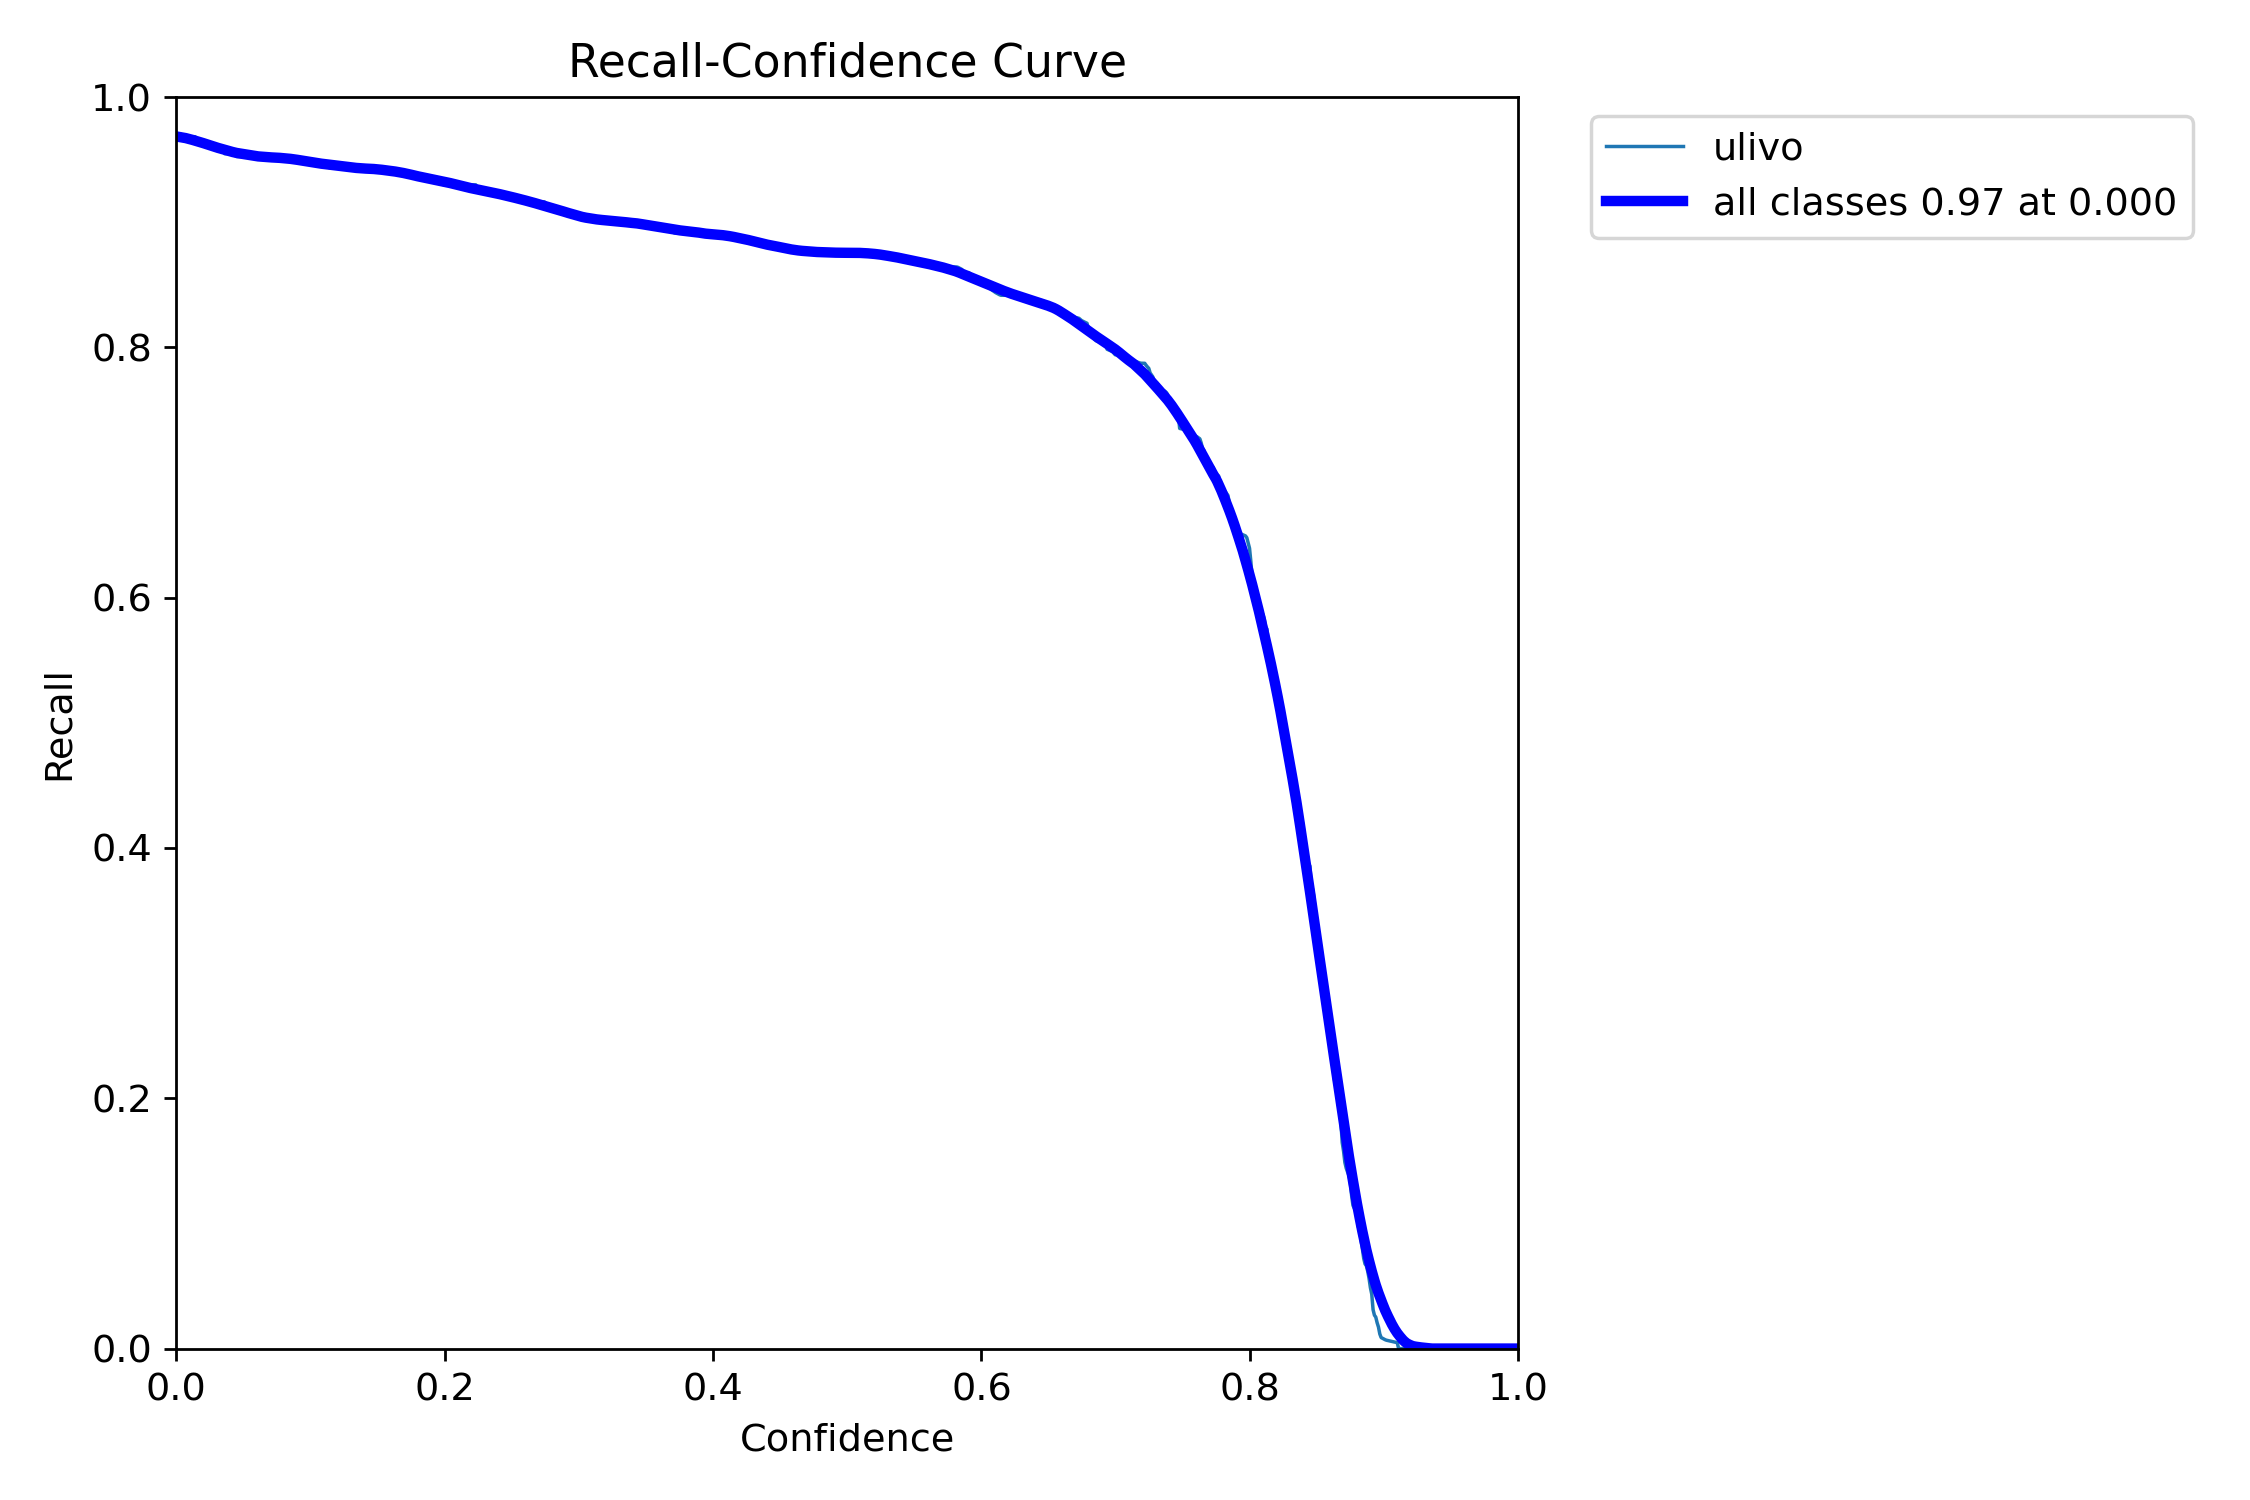 Recall-Confidence Curve
1.0
0.8
0.6
0.4
0.2
0.0
Recall
0.0 0.2 0.4 0.6 0.8 1.0
Confidence
ulivo
all classes 0.97 at 0.000